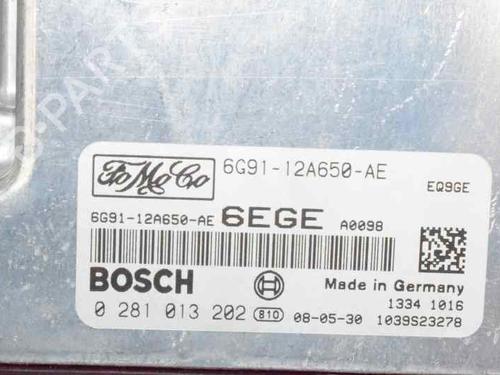 B-PARTS
FoMoCo
6G91-12A650-AE
EQ9GE
6G91-12A650-AE 6EGE A0098
BOSCH
Made in Germany
1334 1016
0 281 013 202 810 08-05-30 1039S23278